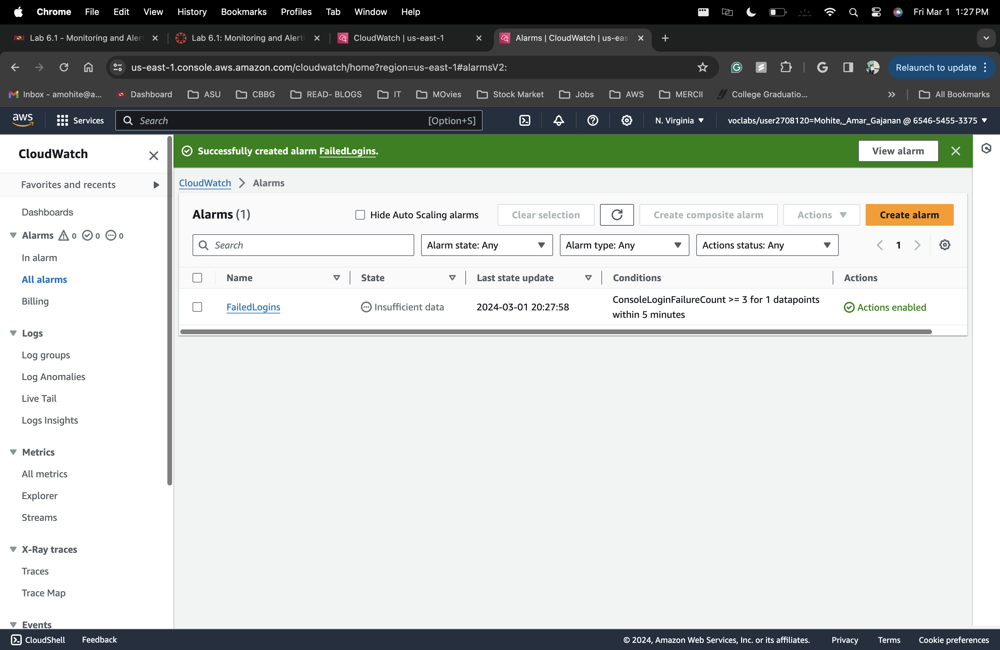 Chrome File Edit View History Bookmarks Profiles Tab Window Help Fri Mar 1 1:27 PM
Lab 6.1 - Monitoring and Aler Lab 6.1: Monitoring and Alerti CloudWatch | us-east-1 Alarms | CloudWatch | us-eas
us-east-1.console.aws.amazon.com/cloudwatch/home?region=us-east-1#alarmsV2: Relaunch to update
Inbox - amohite@a... Dashboard ASU CBBG READ- BLOGS IT MOvies Stock Market Jobs AWS MERCII College Graduatio... All Bookmarks
aws Services Search [Option+S] N. Virginia voclabs/user2708120=Mohite,_Amar_Gajanan @ 6546-5455-3375
CloudWatch
Favorites and recents
Dashboards
Alarms 0 0 0
In alarm
All alarms
Billing
Logs
Log groups
Log Anomalies
Live Tail
Logs Insights
Metrics
All metrics
Explorer
Streams
X-Ray traces
Traces
Trace Map
Events
Successfully created alarm FailedLogins.
View alarm
CloudWatch > Alarms
Alarms (1) Hide Auto Scaling alarms Clear selection Create composite alarm Actions Create alarm
Search Alarm state: Any Alarm type: Any Actions status: Any 1
Name State Last state update Conditions Actions
FailedLogins Insufficient data 2024-03-01 20:27:58 ConsoleLoginFailureCount >= 3 for 1 datapoints
within 5 minutes
Actions enabled
CloudShell Feedback © 2024, Amazon Web Services, Inc. or its affiliates. Privacy Terms Cookie preferences